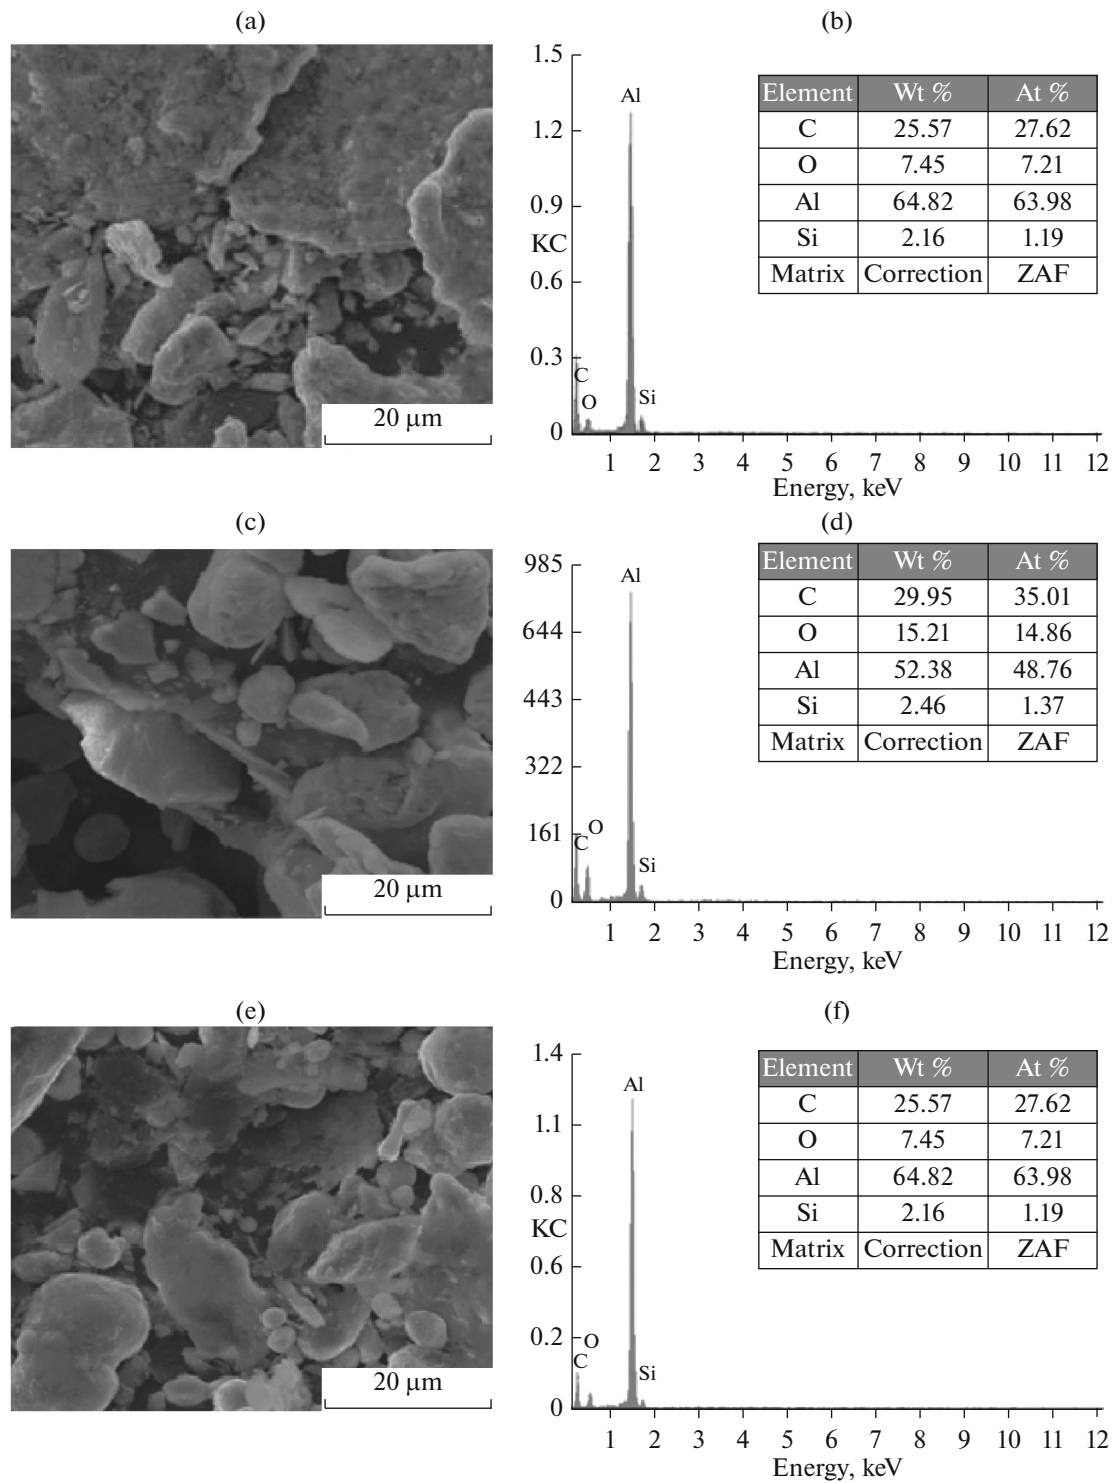 (a)
20 μm
(b)
1.5
1.2
0.9
KC
0.6
0.3
0
Al
C
O
Si
1 2 3 4 5 6 7 8 9 10 11 12
Energy, keV
Element Wt % At %
C 25.57 27.62
O 7.45 7.21
Al 64.82 63.98
Si 2.16 1.19
Matrix Correction ZAF
(c)
20 μm
(d)
985
644
443
322
161
0
Al
O
C
Si
1 2 3 4 5 6 7 8 9 10 11 12
Energy, keV
Element Wt % At %
C 29.95 35.01
O 15.21 14.86
Al 52.38 48.76
Si 2.46 1.37
Matrix Correction ZAF
(e)
20 μm
(f)
1.4
1.1
0.8
KC
0.6
0.2
0
Al
O
C
Si
1 2 3 4 5 6 7 8 9 10 11 12
Energy, keV
Element Wt % At %
C 25.57 27.62
O 7.45 7.21
Al 64.82 63.98
Si 2.16 1.19
Matrix Correction ZAF